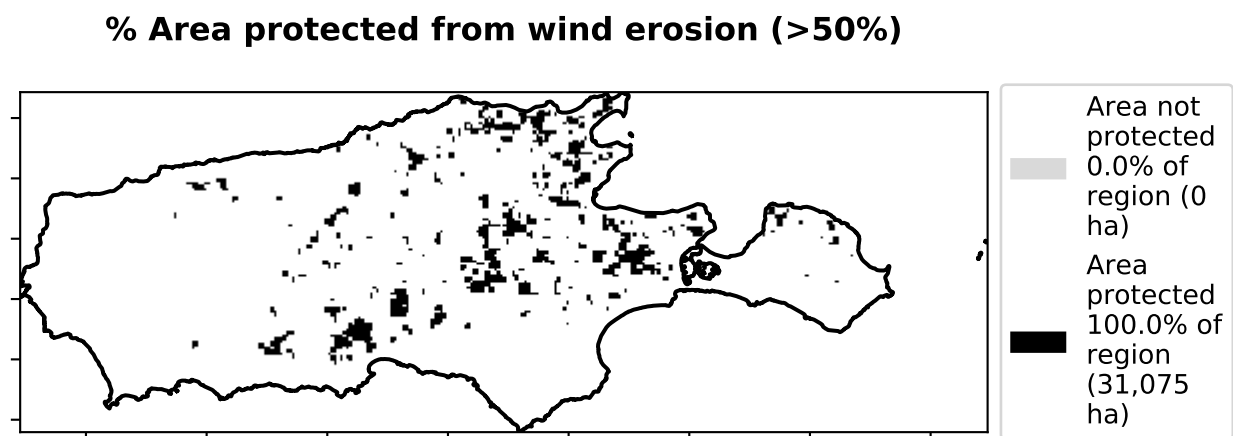 % Area protected from wind erosion (>50%)
Area not
protected
0.0% of
region (0
ha)
Area
protected
100.0% of
region
(31,075
ha)